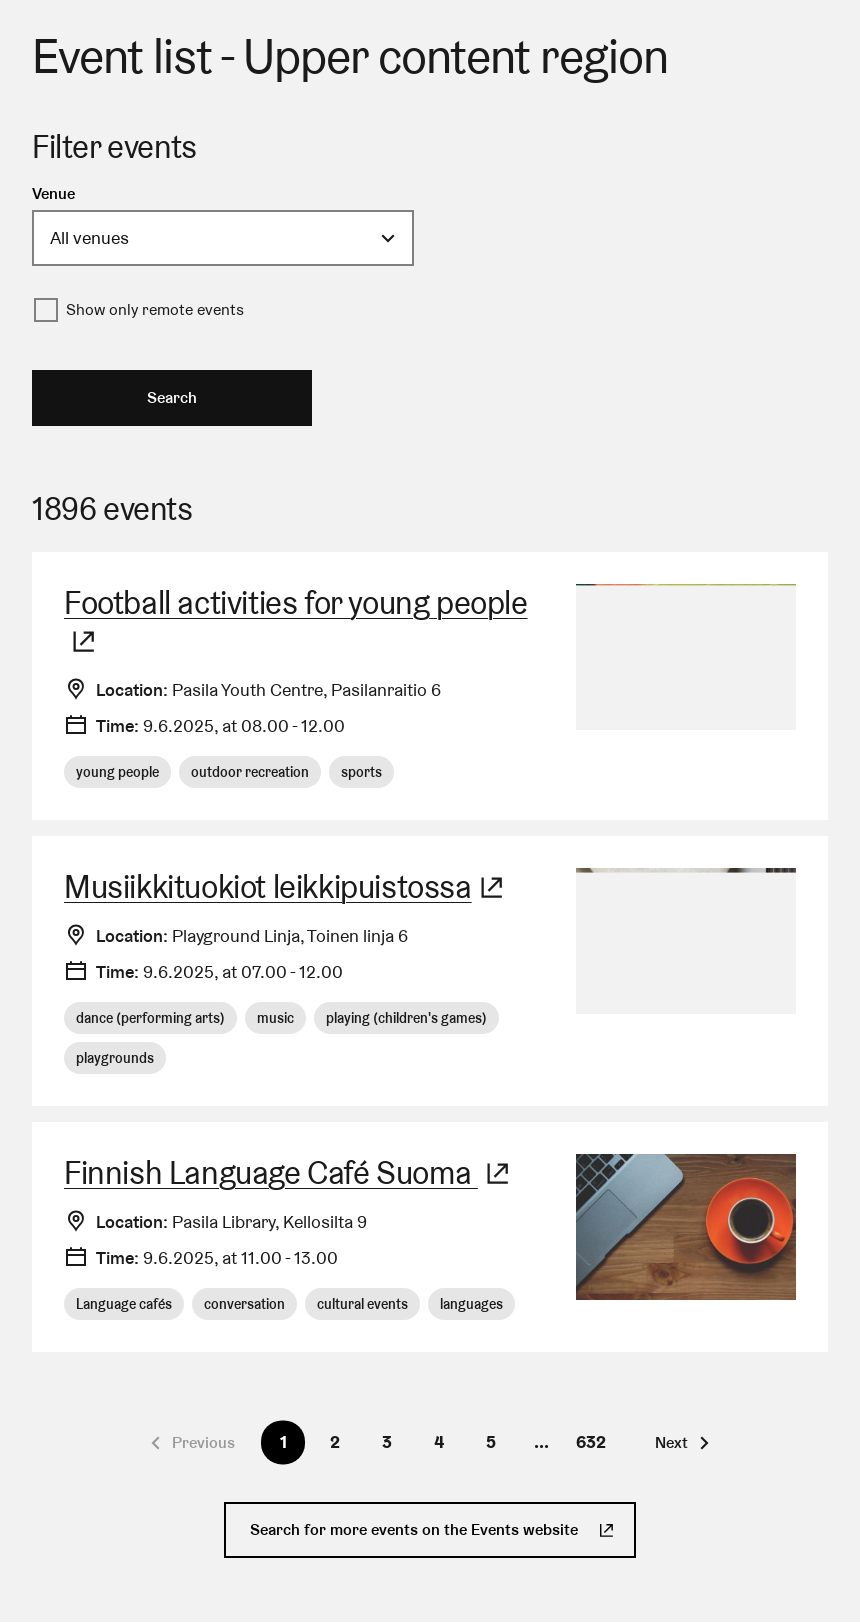 Event list - Upper content region
Filter events
Venue
All venues
Show only remote events
Search
1896 events
Football activities for young people
Location: Pasila Youth Centre, Pasilanraitio 6
Time: 9.6.2025, at 08.00 - 12.00
young people outdoor recreation sports
Musiikkituokiot leikkipuistossa
Location: Playground Linja, Toinen linja 6
Time: 9.6.2025, at 07.00 - 12.00
dance (performing arts) music playing (children's games)
playgrounds
Finnish Language Café Suoma
Location: Pasila Library, Kellosilta 9
Time: 9.6.2025, at 11.00 - 13.00
Language cafés conversation cultural events languages
Previous 1 2 3 4 5 ... 632 Next
Search for more events on the Events website